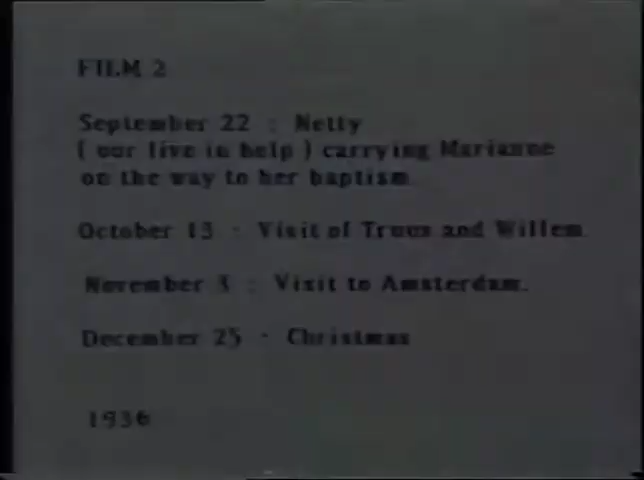 FILM 2
September 22 : Netty
( our live in help ) carrying Marianne
on the way to her baptism.
October 13 : Visit of Truus and Willem
November 3 : Visit to Amsterdam.
December 25 : Christmas
1936